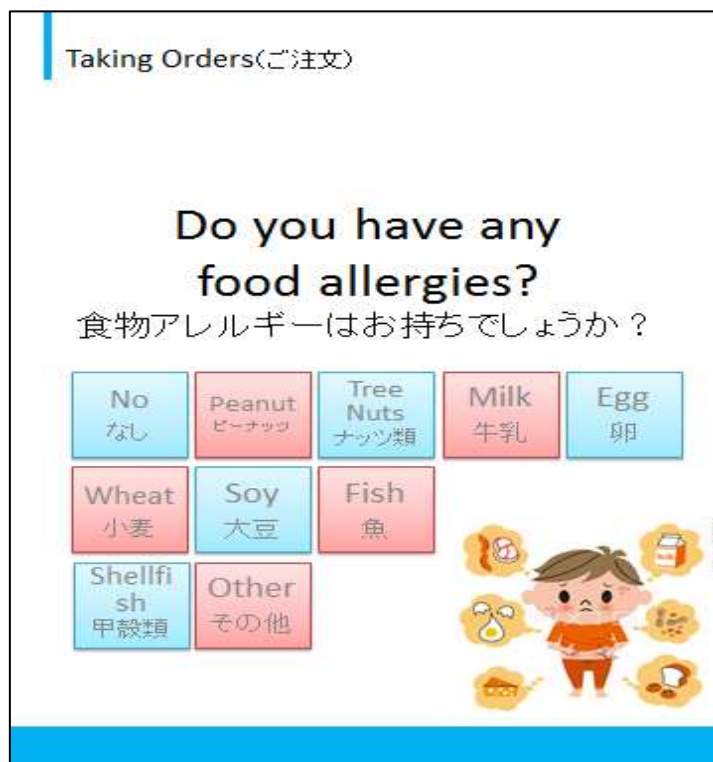 Taking Orders(ご注文)
Do you have any
food allergies?
食物アレルギーはお持ちでしょうか？
No
なし
Peanut
ピーナッツ
Tree
Nuts
ナッツ類
Milk
牛乳
Egg
卵
Wheat
小麦
Soy
大豆
Fish
魚
Shellfi
sh
甲殻類
Other
その他